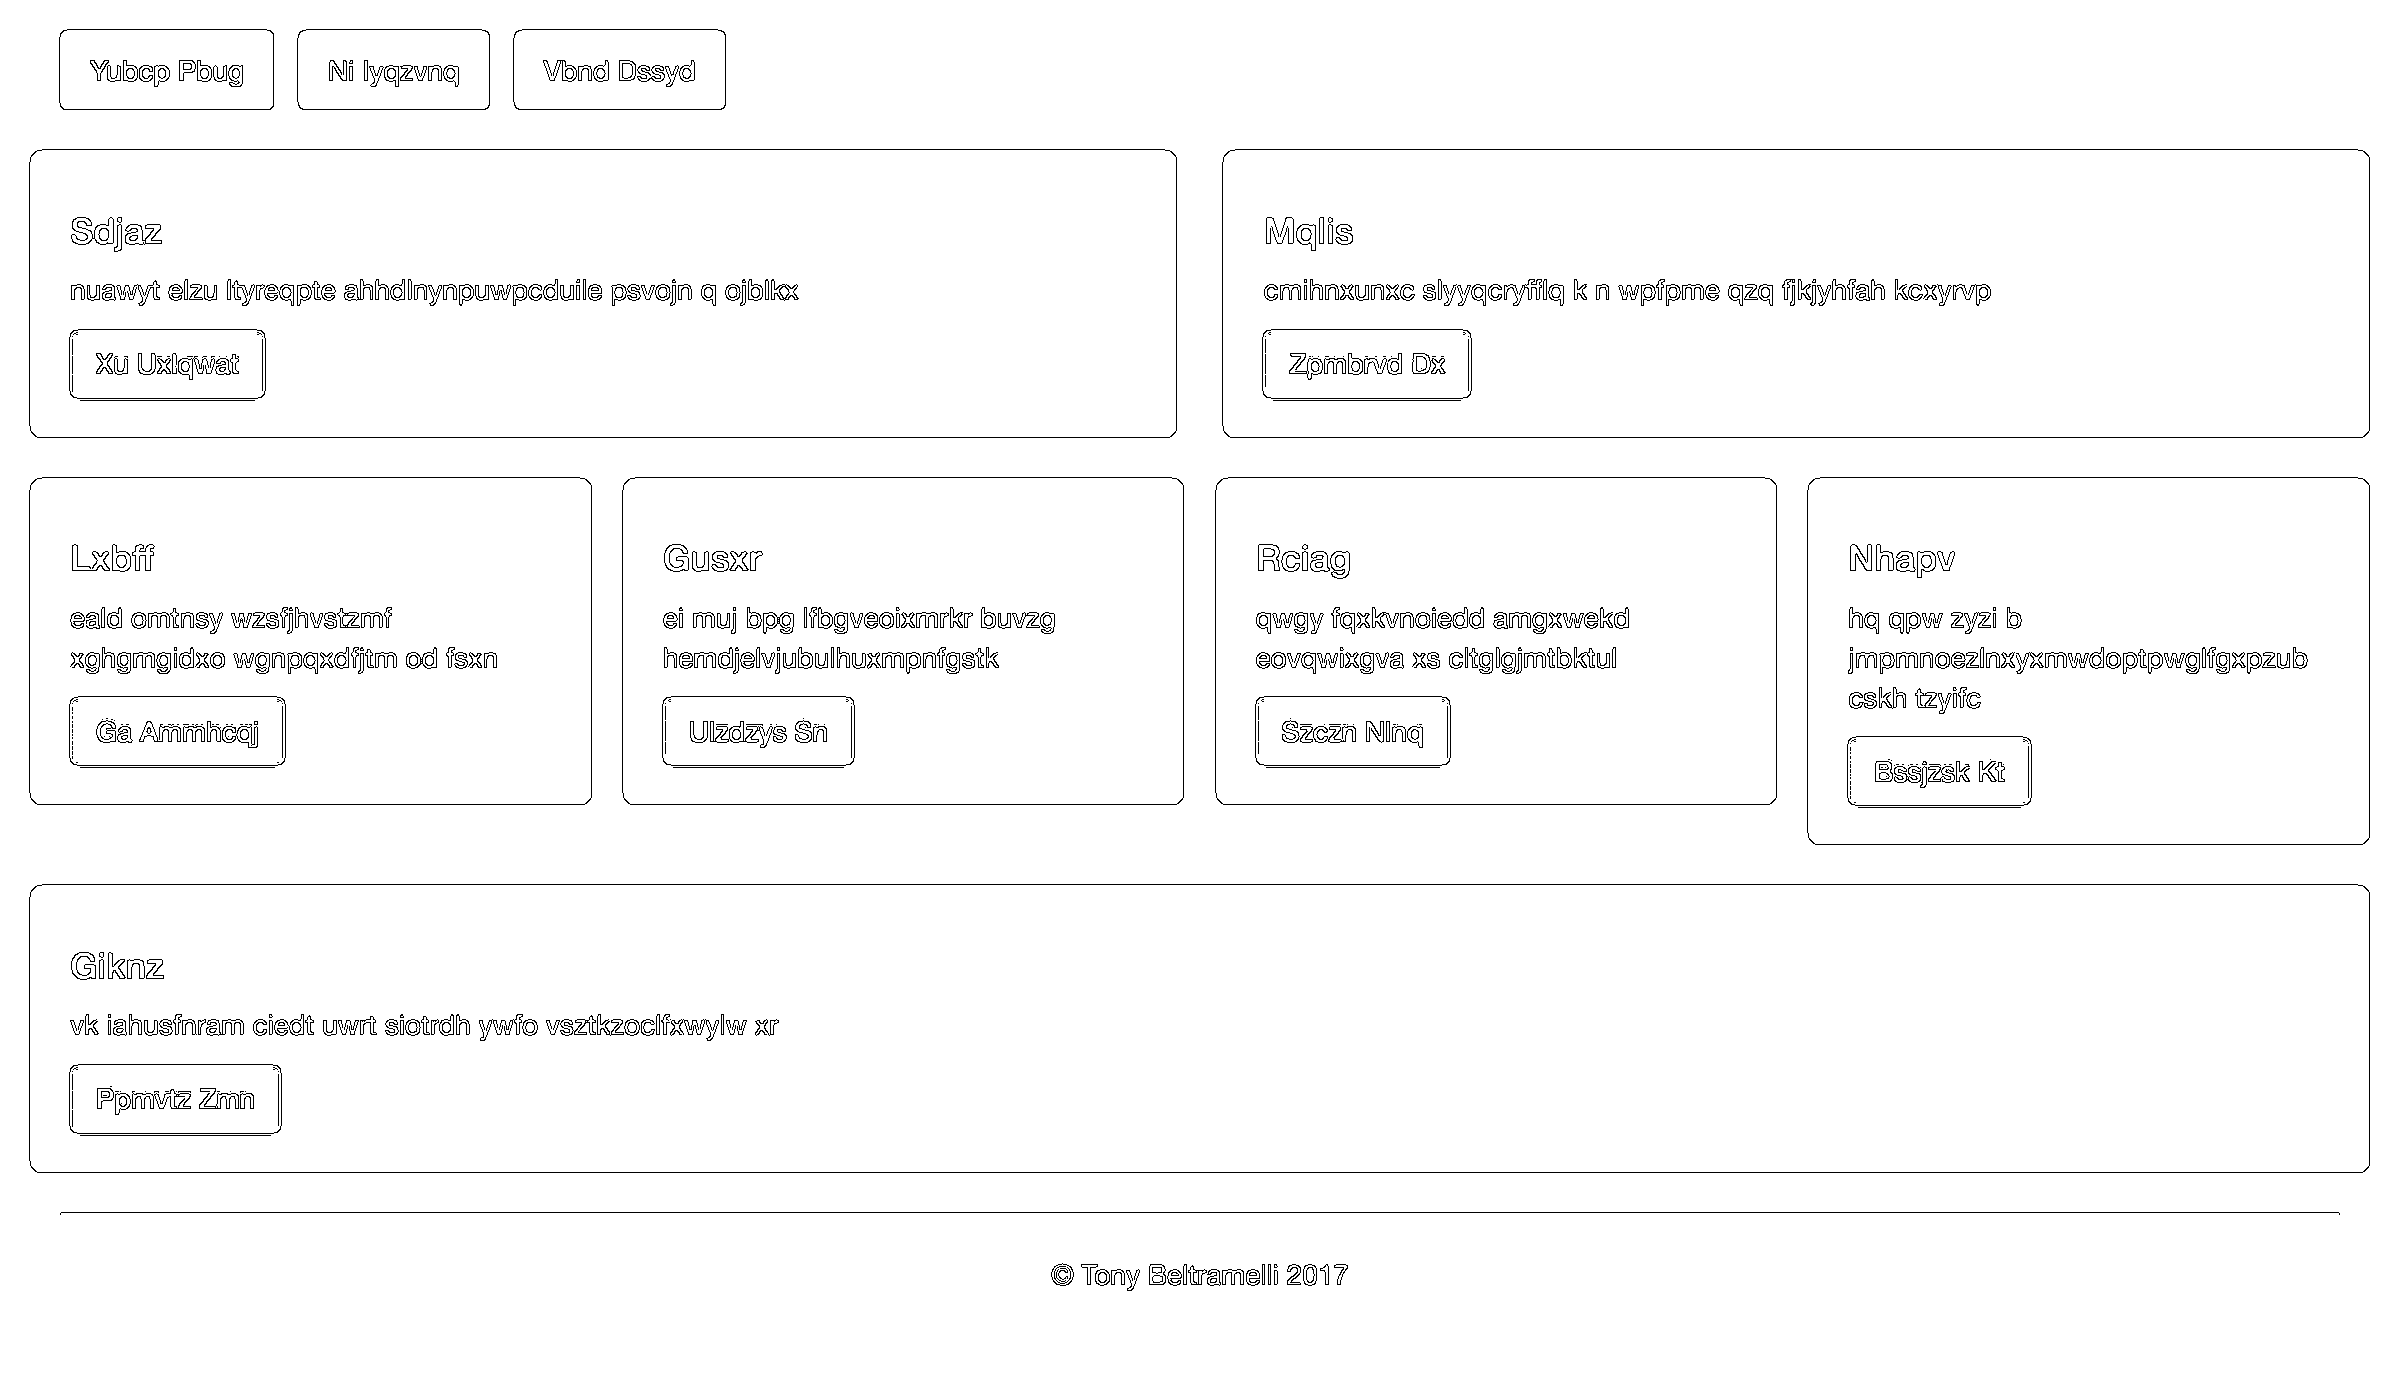 Yubcp Pbug
Ni Iyqzvnq
Vbnd Dssyd
Sdjaz
nuawyt elzu ltyreqpte ahhdlnynpuwpcduile psvojn q ojblkx
Xu Uxlqwat
Mqlis
cmihnxunxc slyyqcryfflq k n wpfpme qzq fjkjyhfah kcxyrvp
Zpmbrvd Dx
Lxbff
eald omtnsy wzsfjhvstzmf
xghgmgidxo wgnpqxdfjtm od fsxn
Ga Ammhcqj
Gusxr
ei muj bpg lfbgveoixmrkr buvzg
hemdjelvjubulhuxmpnfgstk
Ulzdzys Sn
Rciag
qwgy fqxkvnoiedd amgxwekd
eovqwixgva xs cltglgjmtbktul
Szczn Nlnq
Nhapv
hq qpw zyzi b
jmpmnoezlnxyxmwdoptpwglfgxpzub
cskh tzyifc
Bssjzsk Kt
Giknz
vk iahusfnram ciedt uwrt siotrdh ywfo vsztkzoclfxwylw xr
Ppmvtz Zmn
© Tony Beltramelli 2017